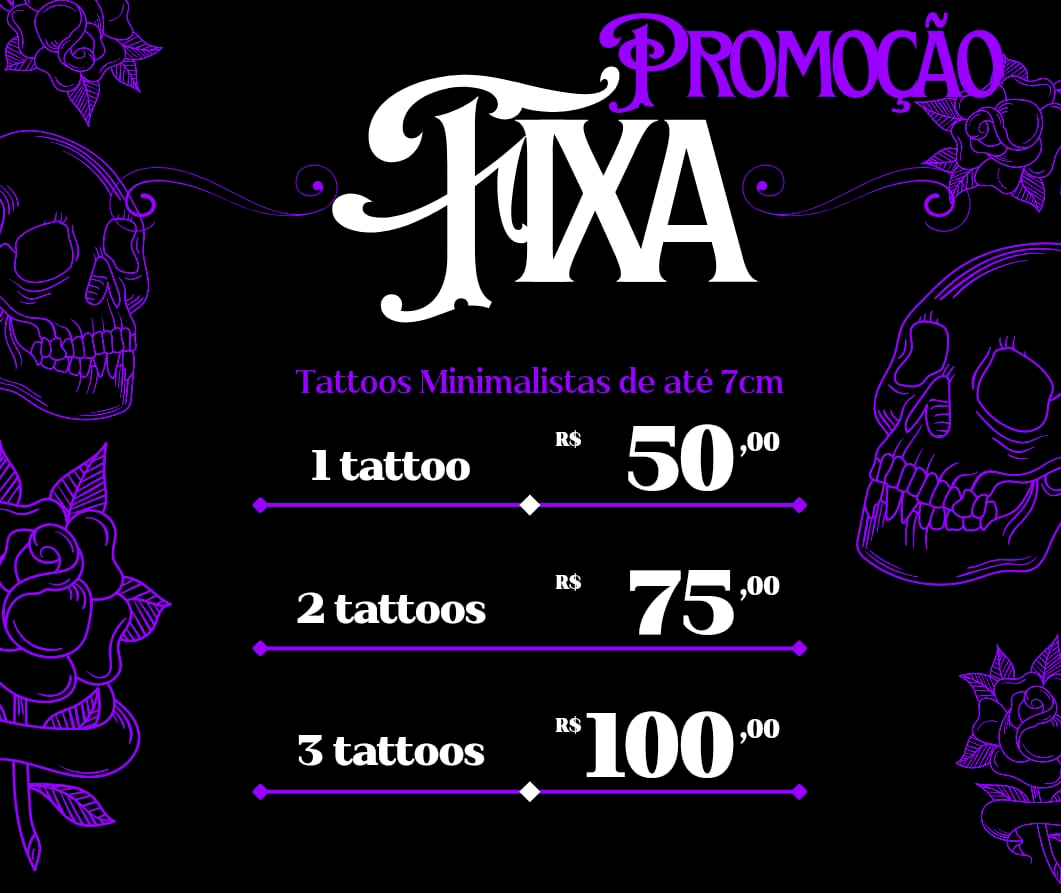 PROMOÇÃO
FIXA
Tattoos Minimalistas de até 7cm
1 tattoo R$ 50,00
2 tattoos R$ 75,00
3 tattoos R$ 100,00